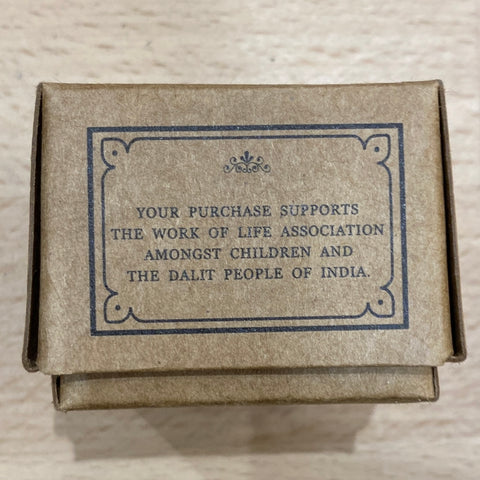 YOUR PURCHASE SUPPORTS
THE WORK OF LIFE ASSOCIATION
AMONGST CHILDREN AND
THE DALIT PEOPLE OF INDIA.